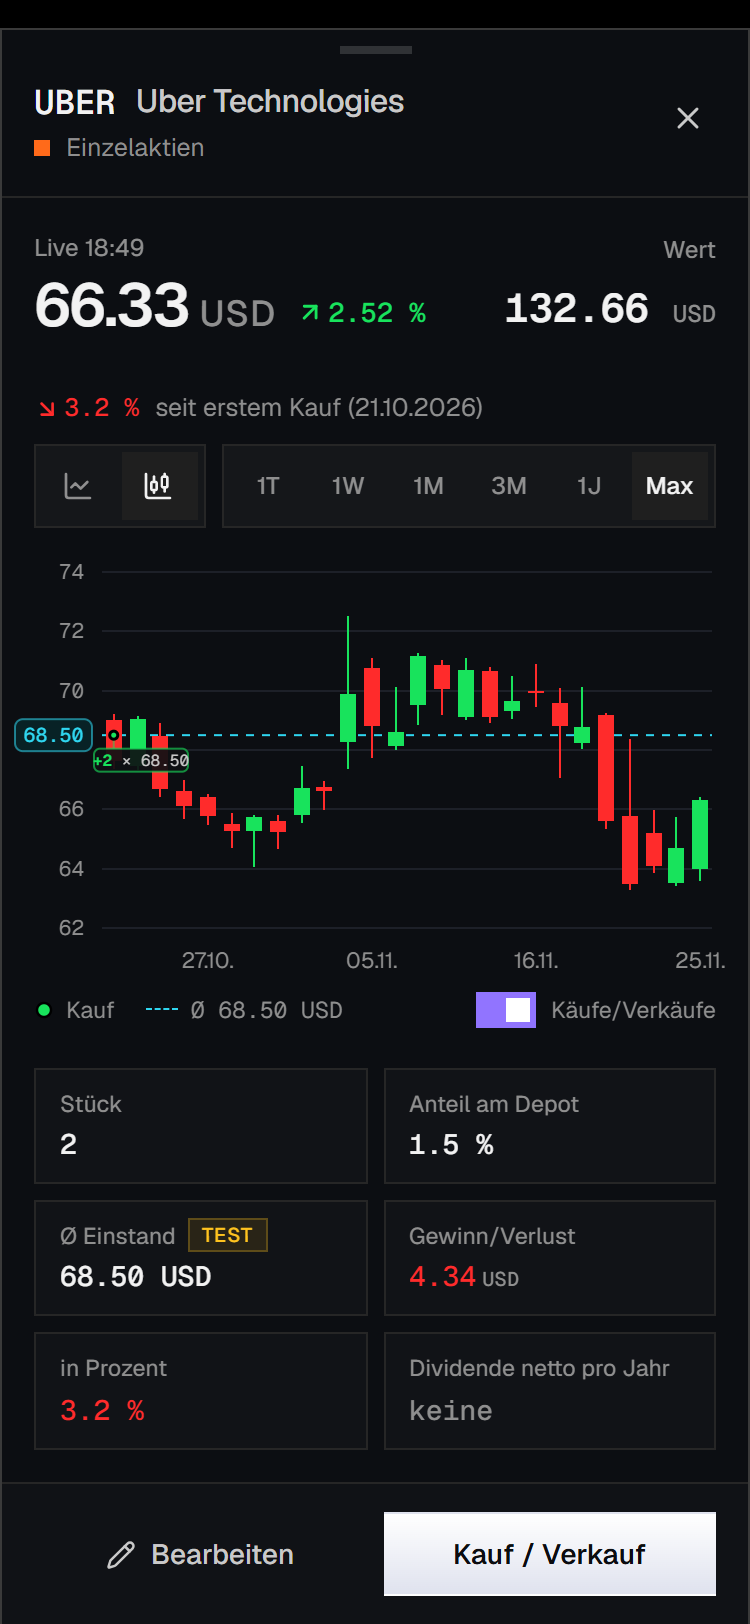 UBER Uber Technologies
Einzelaktien
Live 18:49 Wert
66.33 USD 2.52 % 132.66 USD
3.2 % seit erstem Kauf (21.10.2026)
1T 1W 1M 3M 1J Max
74
72
70
68.50
+2 × 68.50
66
64
62
27.10. 05.11. 16.11. 25.11.
Kauf Ø 68.50 USD Käufe/Verkäufe
Stück Anteil am Depot
2 1.5 %
Ø Einstand TEST Gewinn/Verlust
68.50 USD 4.34 USD
in Prozent Dividende netto pro Jahr
3.2 % keine
Bearbeiten Kauf / Verkauf